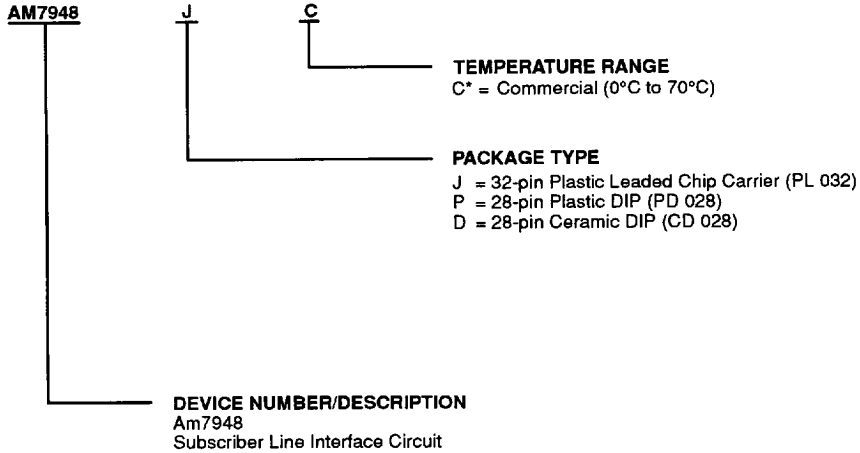 AM7948 J C
TEMPERATURE RANGE
C* = Commercial (0°C to 70°C)
PACKAGE TYPE
J = 32-pin Plastic Leaded Chip Carrier (PL 032)
P = 28-pin Plastic DIP (PD 028)
D = 28-pin Ceramic DIP (CD 028)
DEVICE NUMBER/DESCRIPTION
Am7948
Subscriber Line Interface Circuit